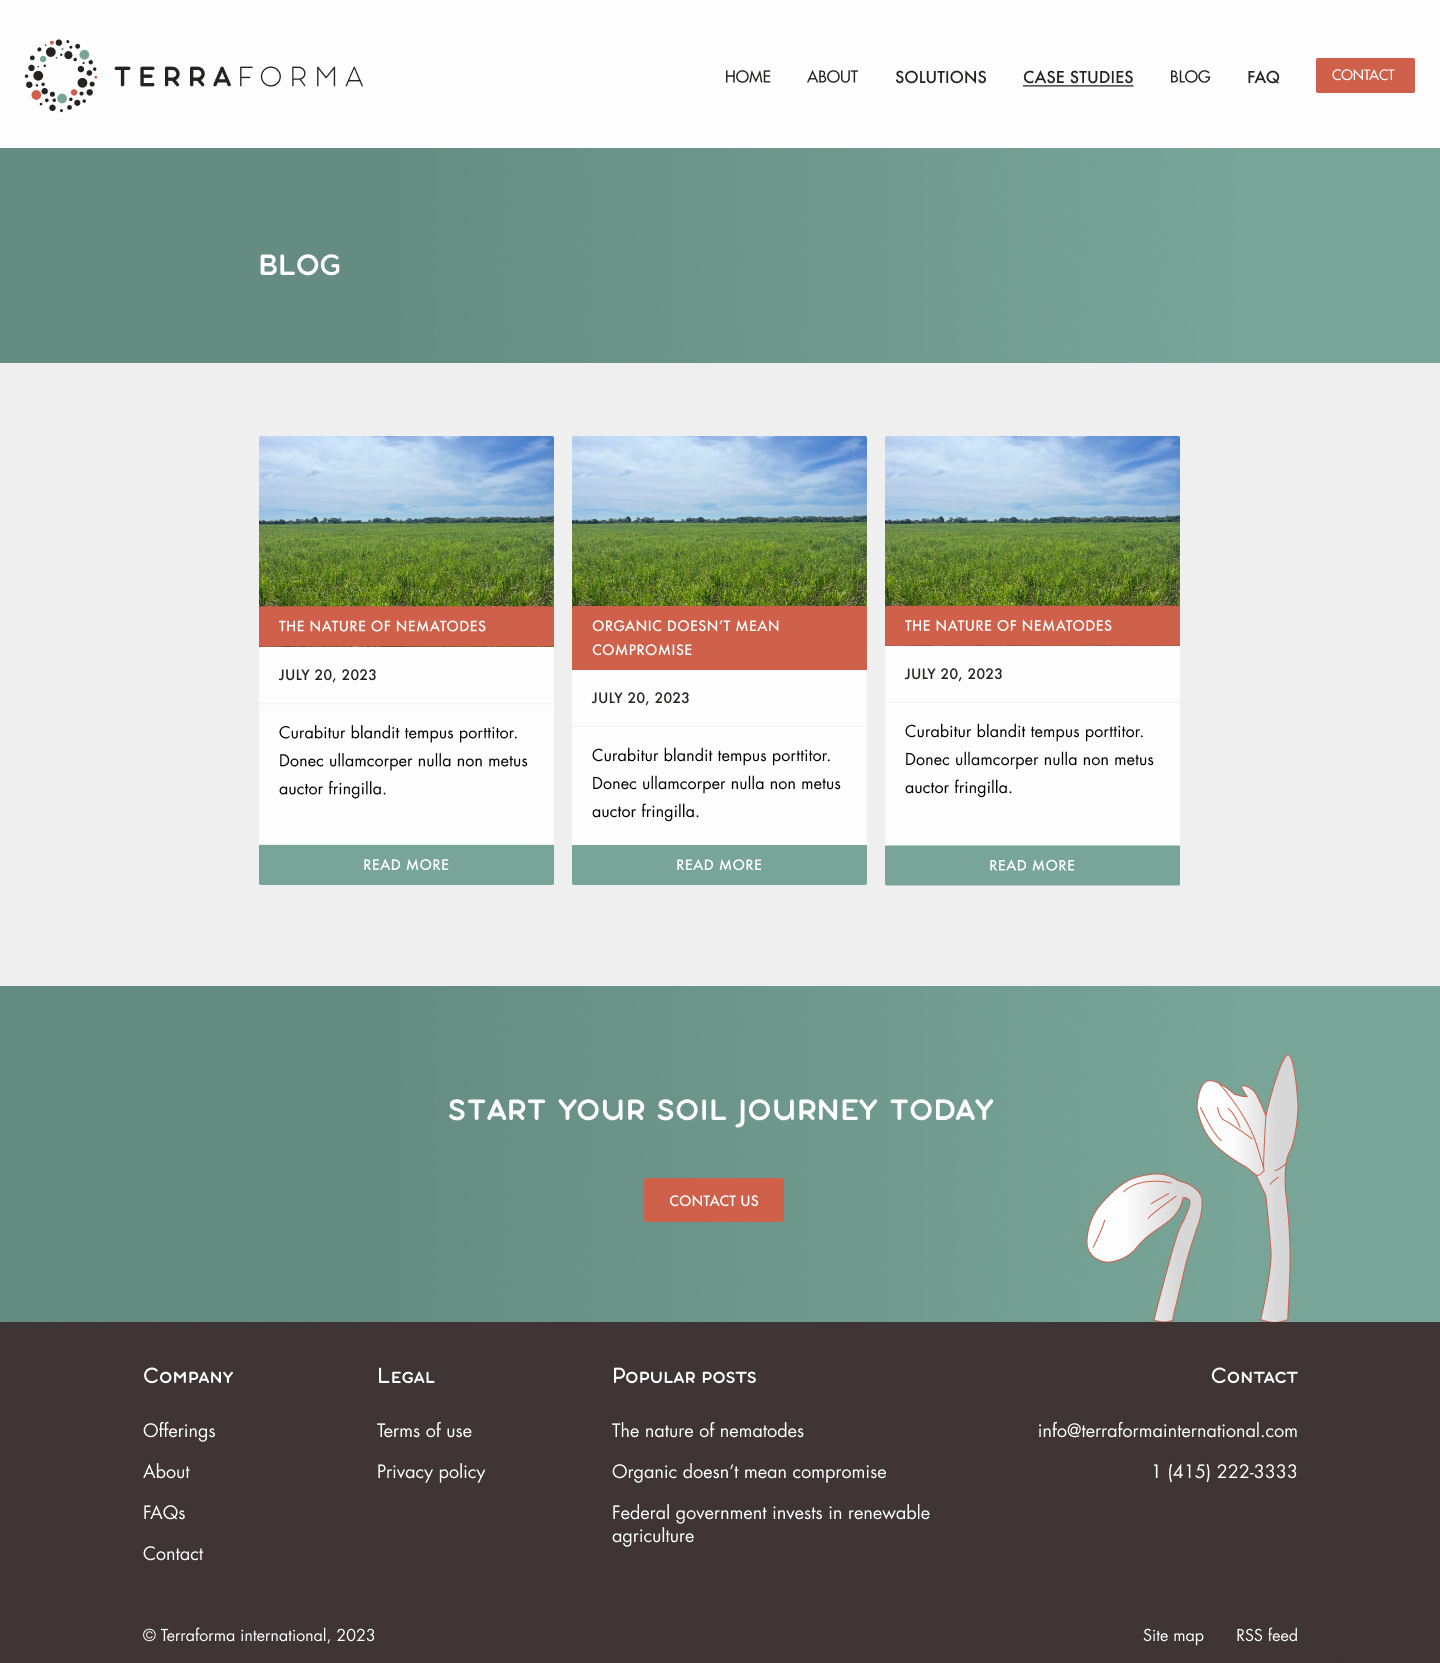 TERRAFORMA
HOME ABOUT SOLUTIONS CASE STUDIES BLOG FAQ CONTACT
BLOG
THE NATURE OF NEMATODES
JULY 20, 2023
Curabitur blandit tempus porttitor.
Donec ullamcorper nulla non metus
auctor fringilla.
READ MORE
ORGANIC DOESN'T MEAN
COMPROMISE
JULY 20, 2023
Curabitur blandit tempus porttitor.
Donec ullamcorper nulla non metus
auctor fringilla.
READ MORE
THE NATURE OF NEMATODES
JULY 20, 2023
Curabitur blandit tempus porttitor.
Donec ullamcorper nulla non metus
auctor fringilla.
READ MORE
START YOUR SOIL JOURNEY TODAY
CONTACT US
Company
Offerings
About
FAQs
Contact
Legal
Terms of use
Privacy policy
Popular posts
The nature of nematodes
Organic doesn't mean compromise
Federal government invests in renewable
agriculture
Contact
info@terraformainternational.com
1 (415) 222-3333
© Terraforma international, 2023
Site map RSS feed